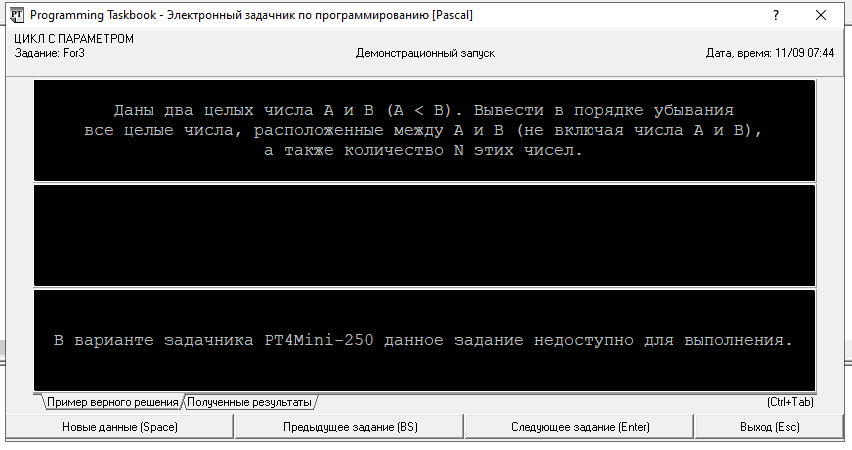 Programming Taskbook - Электронный задачник по программированию [Pascal]
ЦИКЛ С ПАРАМЕТРОМ
Задание: For3 Демонстрационный запуск Дата, время: 11/09 07:44
Даны два целых числа A и B (A < B). Вывести в порядке убывания
все целые числа, расположенные между A и B (не включая числа A и B),
а также количество N этих чисел.
В варианте задачника PT4Mini-250 данное задание недоступно для выполнения.
Пример верного решения Полученные результаты (Ctrl+Tab)
Новые данные (Space) Предыдущее задание (BS) Следующее задание (Enter) Выход (Esc)